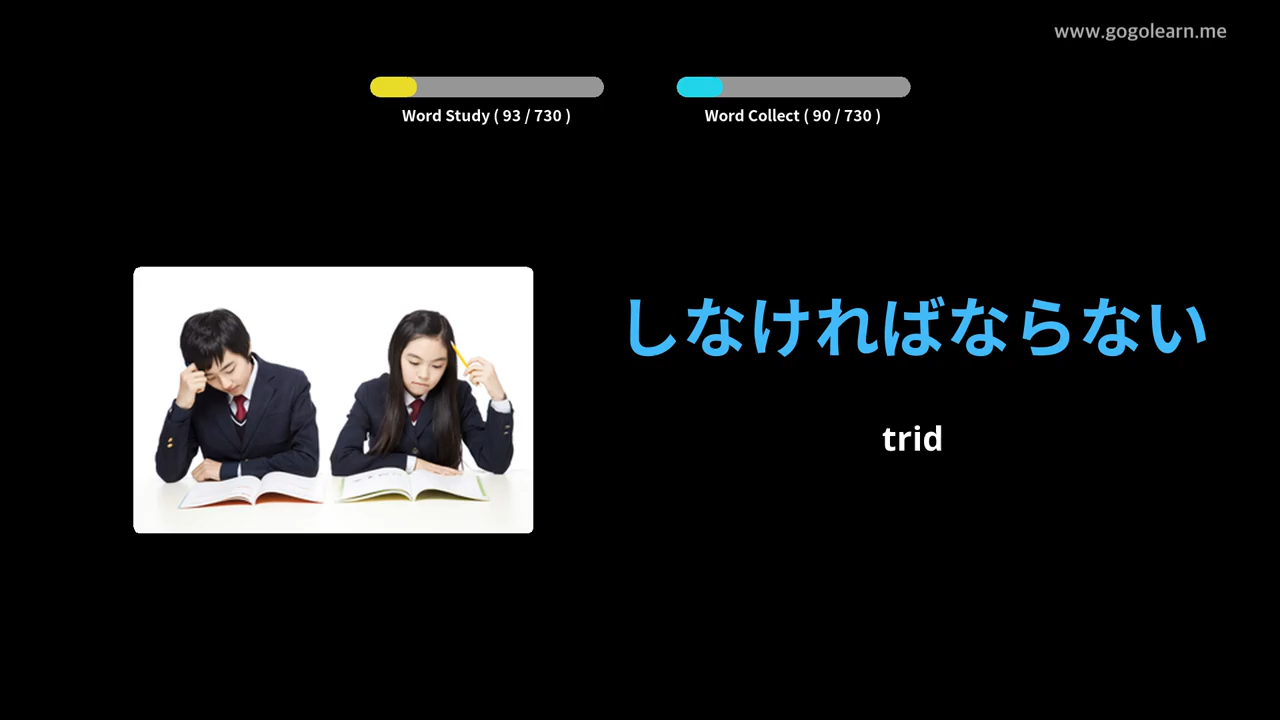 www.gogolearn.me
Word Study ( 93 / 730 )
Word Collect ( 90 / 730 )
しなければならない
trid